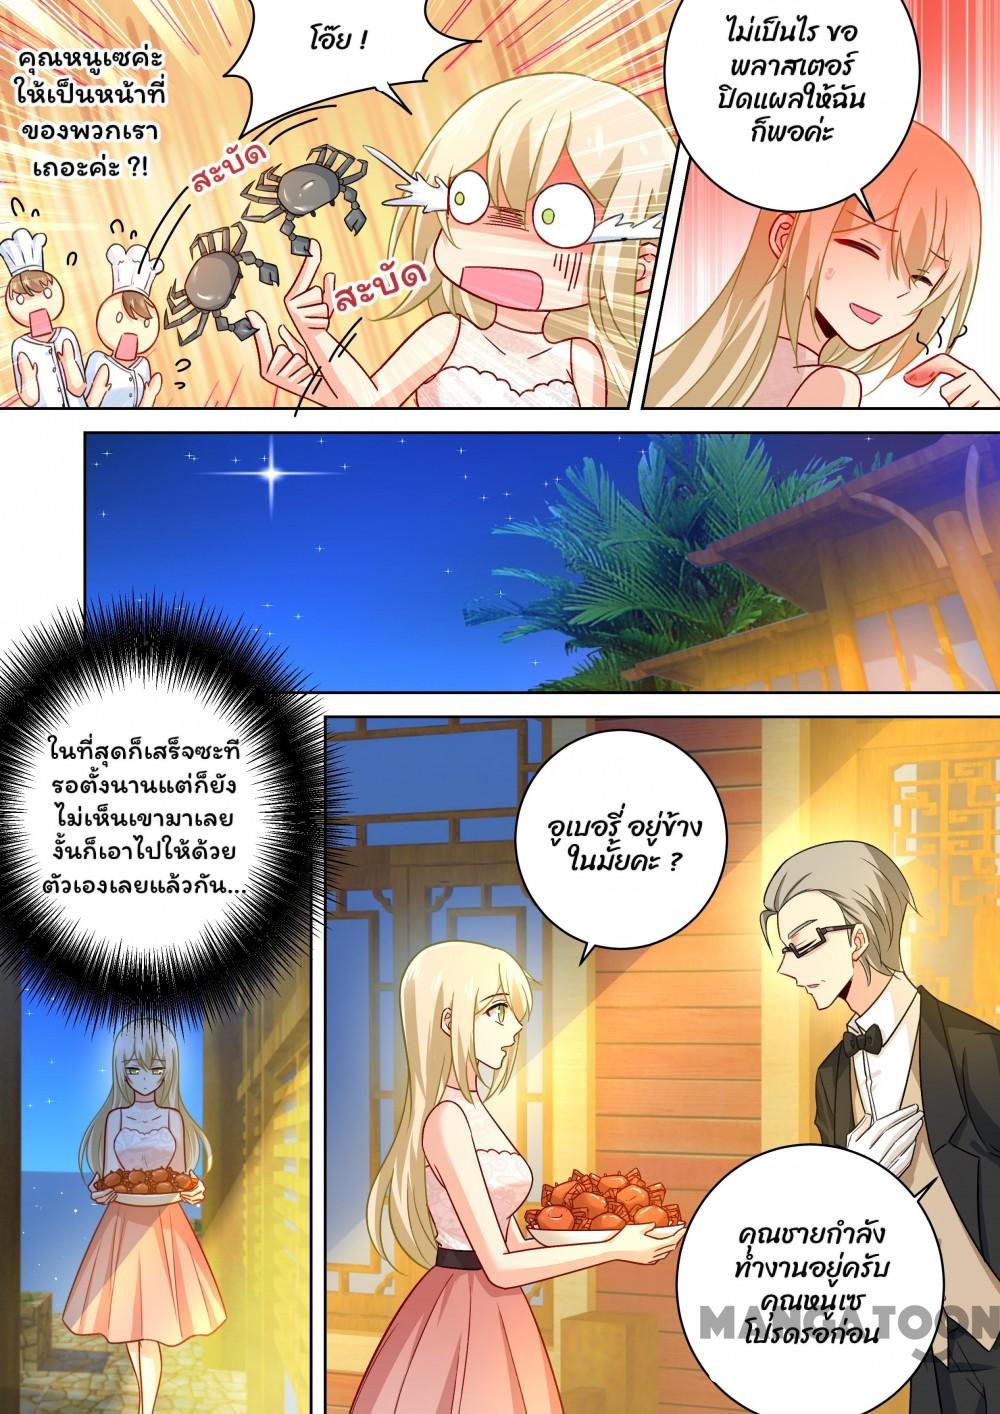 คุณหนูเซค่ะ
ให้เป็นหน้าที่
ของพวกเรา
เถอะค่ะ ?!
โอ๊ย !
สะบัด
สะบัด
ไม่เป็นไร ขอ
พลาสเตอร์
ปิดแผลให้ฉัน
ก็พอค่ะ
ในที่สุดก็เสร็จซะที
รอตั้งนานแต่ก็ยัง
ไม่เห็นเขามาเลย
งั้นก็เอาไปให้ด้วย
ตัวเองเลยแล้วกัน...
อูเบอรี่ อยู่ข้าง
ในมั้ยคะ ?
คุณชายกำลัง
ทำงานอยู่ครับ
คุณหนูเซ
โปรดรอก่อน
MANGATOON